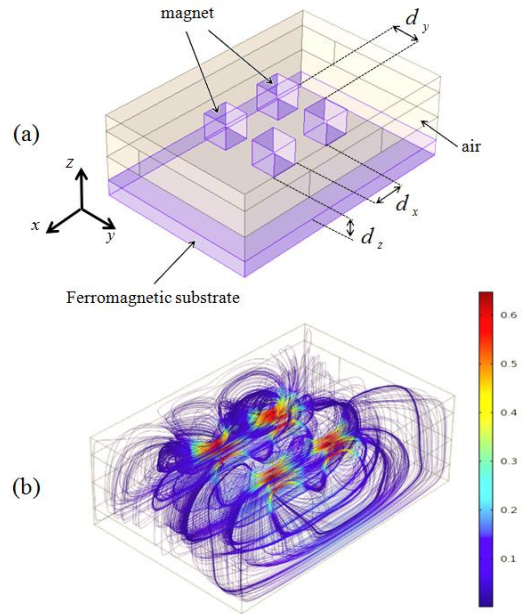 magnet
d y
(a)
air
z
x
y
d x
d z
Ferromagnetic substrate
0.6
0.5
0.4
0.3
0.2
0.1
(b)